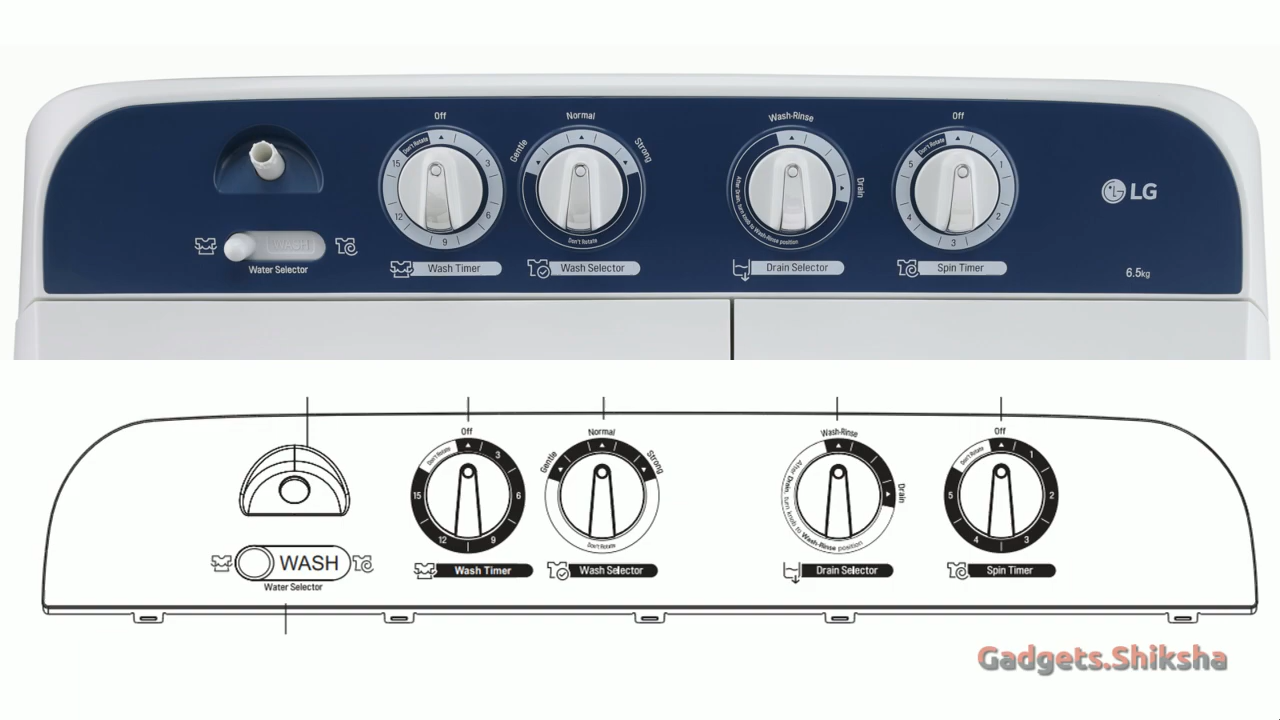 Off
Don't Rotate
15
3
12
6
9
Wash Timer
Normal
Gentle
Strong
Don't Rotate
Wash Selector
Wash-Rinse
Drain
After Drain, turn knob to Wash-Rinse position
Drain Selector
Off
Don't Rotate
5
1
4
2
3
Spin Timer
WASH
Water Selector
LG
6.5kg
Off
Don't Rotate
3
15
6
12
9
Wash Timer
Normal
Gentle
Strong
Don't Rotate
Wash Selector
Wash-Rinse
Drain
After Drain, turn knob to Wash-Rinse position
Drain Selector
Off
Don't Rotate
1
5
2
4
3
Spin Timer
WASH
Water Selector
Gadgets.Shiksha